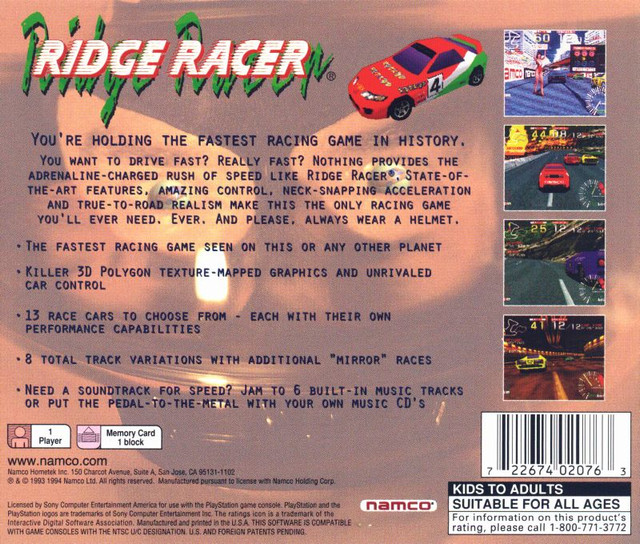 RIDGE RACER®
4
YOU'RE HOLDING THE FASTEST RACING GAME IN HISTORY.
YOU WANT TO DRIVE FAST? REALLY FAST? NOTHING PROVIDES THE
ADRENALINE-CHARGED RUSH OF SPEED LIKE RIDGE RACER. STATE-OF-
THE-ART FEATURES, AMAZING CONTROL, NECK-SNAPPING ACCELERATION
AND TRUE-TO-ROAD REALISM MAKE THIS THE ONLY RACING GAME
YOU'LL EVER NEED. EVER. AND PLEASE, ALWAYS WEAR A HELMET.
• THE FASTEST RACING GAME SEEN ON THIS OR ANY OTHER PLANET
• KILLER 3D POLYGON TEXTURE-MAPPED GRAPHICS AND UNRIVALED
CAR CONTROL
• 13 RACE CARS TO CHOOSE FROM - EACH WITH THEIR OWN
PERFORMANCE CAPABILITIES
• 8 TOTAL TRACK VARIATIONS WITH ADDITIONAL "MIRROR" RACES
• NEED A SOUNDTRACK FOR SPEED? JAM TO 6 BUILT-IN MUSIC TRACKS
OR PUT THE PEDAL-TO-THE-METAL WITH YOUR OWN MUSIC CD'S
1
Player
Memory Card
1 block
www.namco.com
Namco Hometek Inc. 150 Charcot Avenue, Suite A, San Jose, CA 95131-1102
® & © 1993 1994 Namco Ltd. All rights reserved. Manufactured pursuant to license with Namco Holding Corp.
Licensed by Sony Computer Entertainment America for use with the PlayStation game console. PlayStation and the
PlayStation logos are trademarks of Sony Computer Entertainment Inc. The ratings icon is a trademark of the
Interactive Digital Software Association. Manufactured and printed in the U.S.A. THIS SOFTWARE IS COMPATIBLE
WITH GAME CONSOLES WITH THE NTSC U/C DESIGNATION. U.S. AND FOREIGN PATENTS PENDING.
namco®
7 22674 02076 3
KIDS TO ADULTS
SUITABLE FOR ALL AGES
For information on this product's
rating, please call 1-800-771-3772